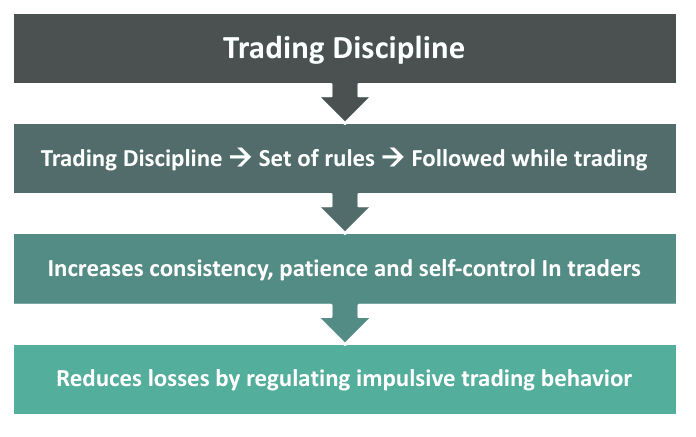 Trading Discipline
Trading Discipline → Set of rules → Followed while trading
Increases consistency, patience and self-control In traders
Reduces losses by regulating impulsive trading behavior